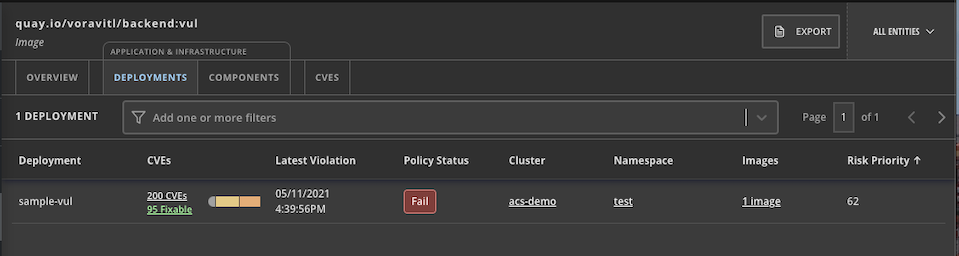 quay.io/voravitl/backend:vul
Image
EXPORT
ALL ENTITIES
APPLICATION & INFRASTRUCTURE
OVERVIEW DEPLOYMENTS COMPONENTS CVES
1 DEPLOYMENT Add one or more filters Page 1 of 1
Deployment CVEs Latest Violation Policy Status Cluster Namespace Images Risk Priority
sample-vul 200 CVEs 05/11/2021 Fail acs-demo test 1 image 62
95 Fixable 4:39:56PM